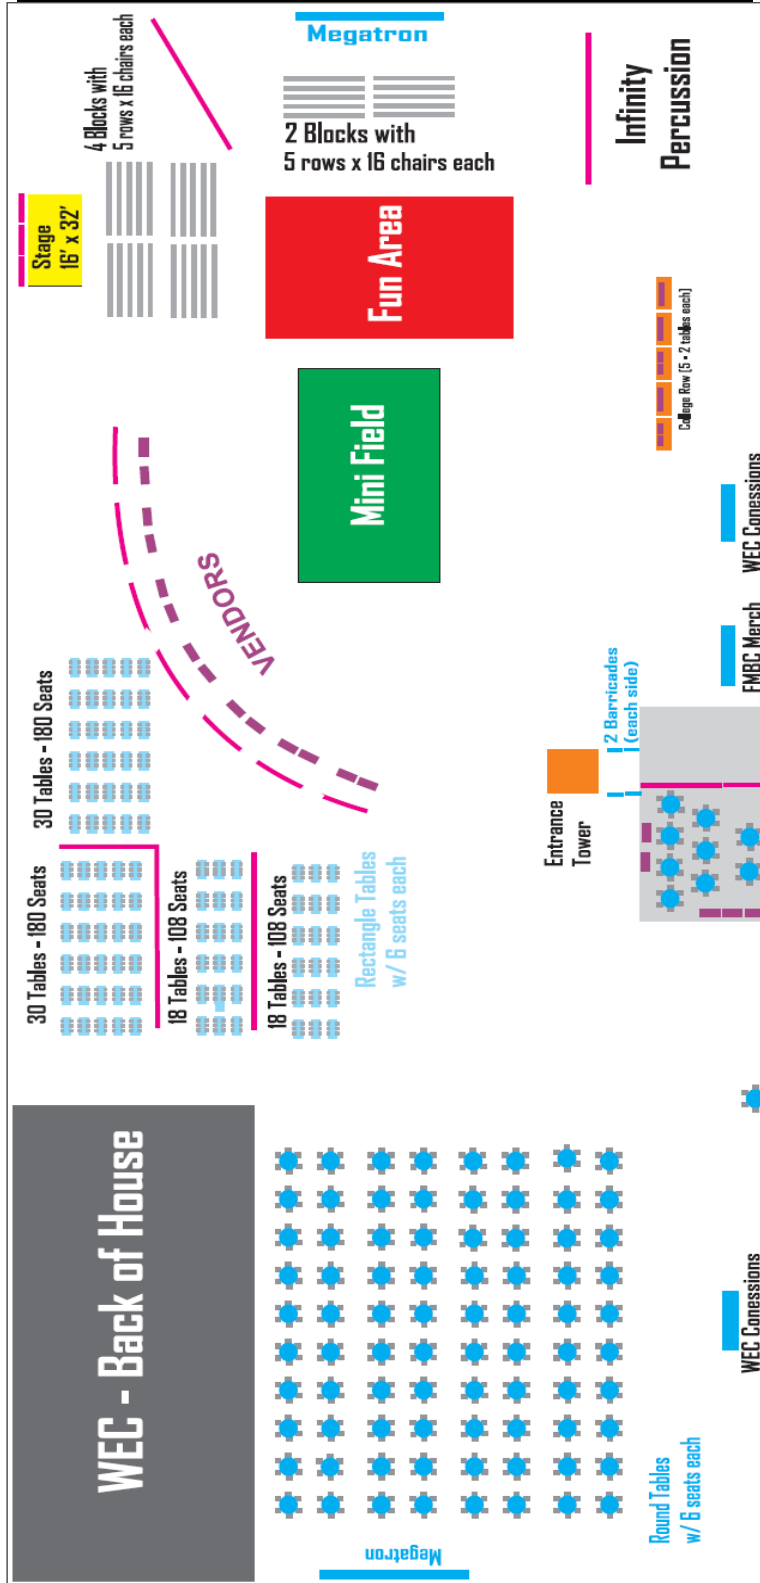 Megatron
4 Blocks with
5 rows x 16 chairs each
2 Blocks with
5 rows x 16 chairs each
Infinity
Percussion
Stage
16' x 32'
Fun Area
College Row [5 - 2 tables each]
Mini Field
WEC Conessions
VENDORS
FMBC Merch
2 Barricades
(each side)
30 Tables - 180 Seats
Entrance
Tower
30 Tables - 180 Seats
18 Tables - 108 Seats
18 Tables - 108 Seats
Rectangle Tables
w/ 6 seats each
WEC - Back of House
WEC Conessions
Round Tables
w/ 6 seats each
Megatron